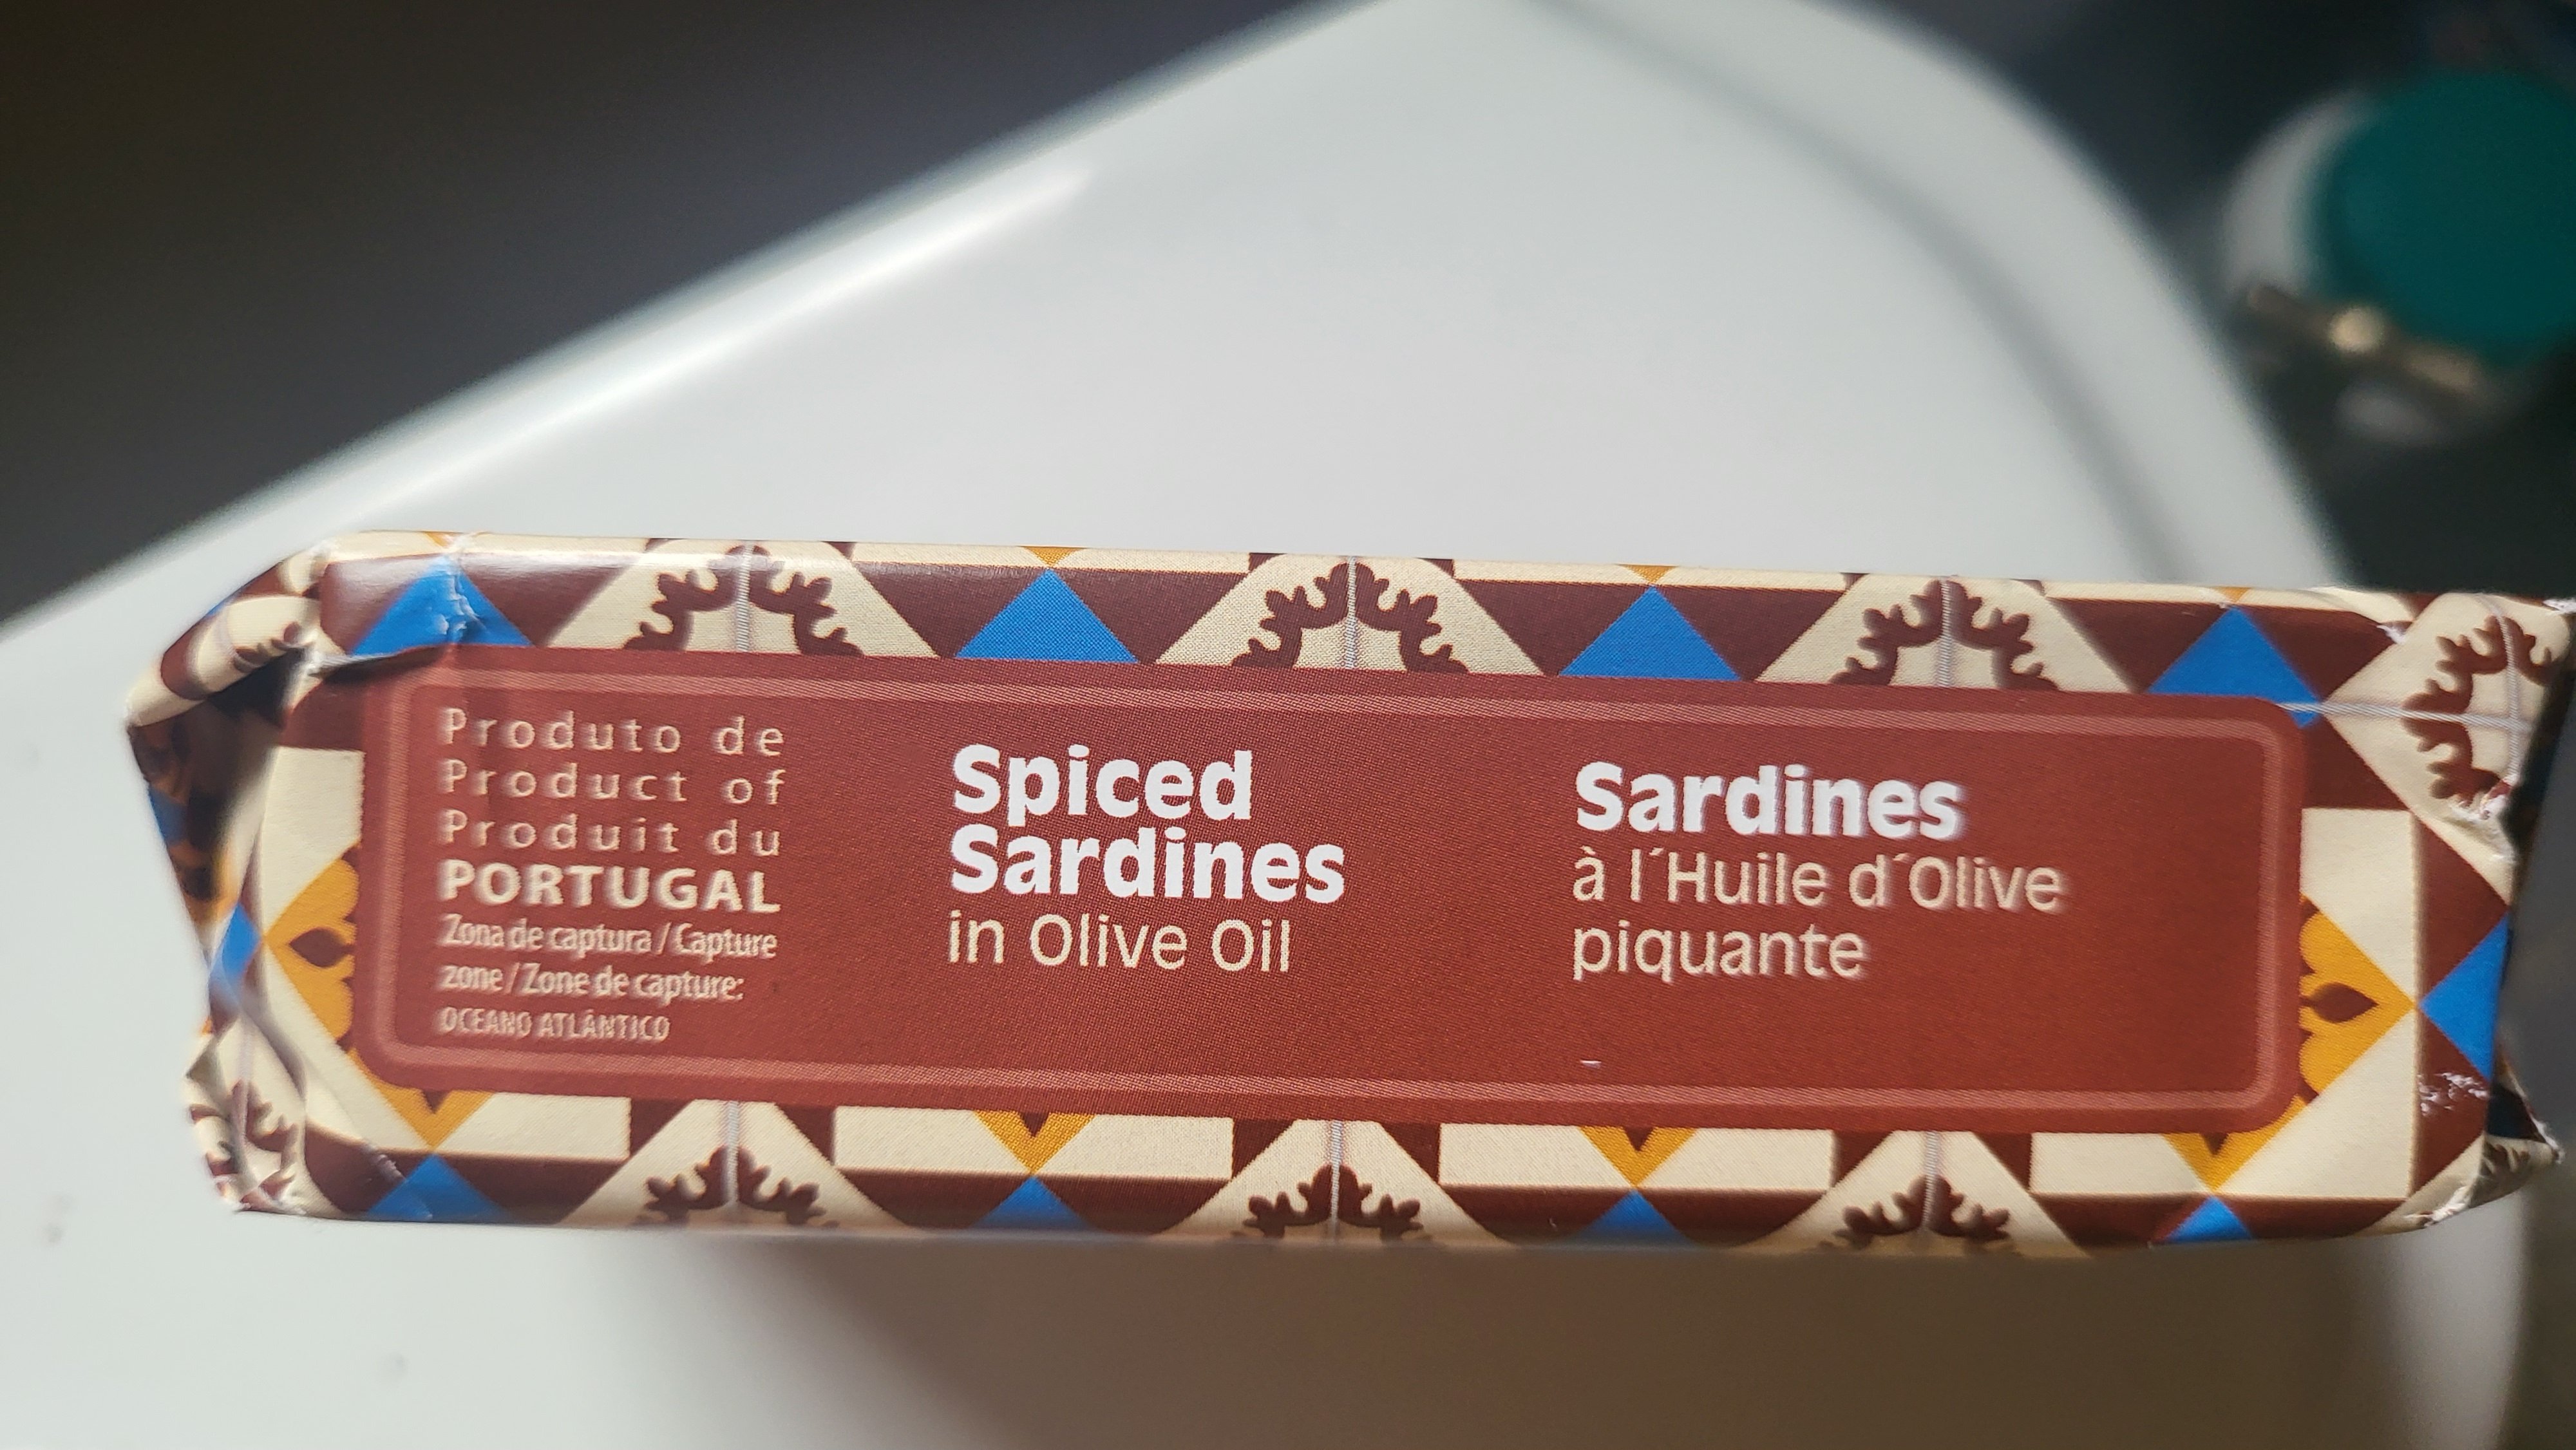 Produto de
Product of
Produit du
PORTUGAL
Zona de captura / Capture
zone / Zone de capture:
OCEANO ATLÂNTICO
Spiced
Sardines
in Olive Oil
Sardines
à l´Huile d´Olive
piquante